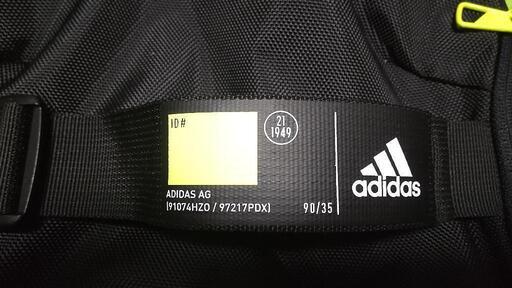 ID#
21
1949
ADIDAS AG
(91074HZO / 97217PDX)
90/35
adidas